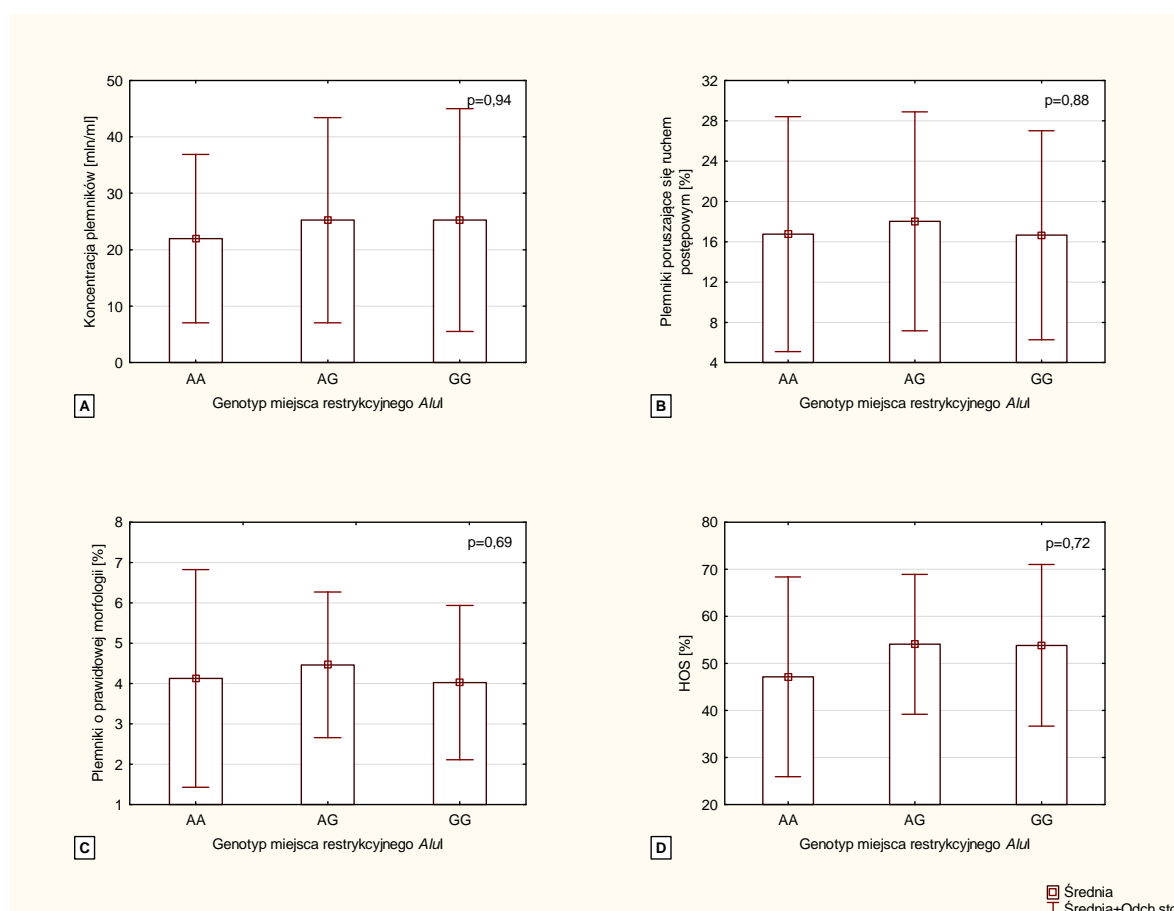 50
40
30
20
10
0
Koncentracja plemników [mln/ml]
p=0,94
AA AG GG
Genotyp miejsca restrykcyjnego AluI
A
32
28
24
20
16
12
8
4
Plemniki poruszające się ruchem
postępowym [%]
p=0,88
AA AG GG
Genotyp miejsca restrykcyjnego AluI
B
8
7
6
5
4
3
2
1
Plemniki o prawidłowej morfologii [%]
p=0,69
AA AG GG
Genotyp miejsca restrykcyjnego AluI
C
80
70
60
50
40
30
20
HOS [%]
p=0,72
AA AG GG
Genotyp miejsca restrykcyjnego AluI
D
Średnia